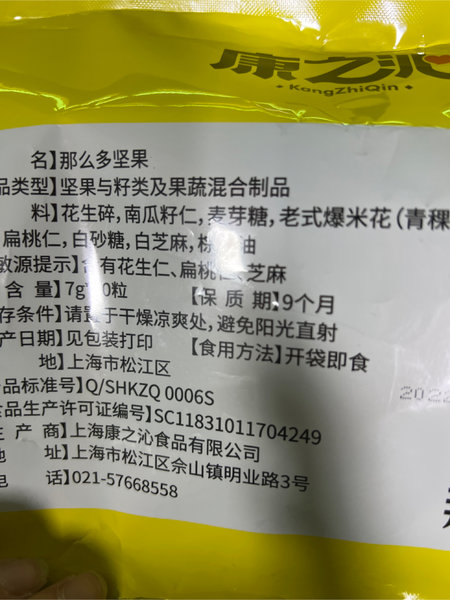 康之沁
KangZhiQin
名】那么多坚果
品类型】坚果与籽类及果蔬混合制品
料】花生碎,南瓜籽仁,麦芽糖,老式爆米花(青稞
扁桃仁,白砂糖,白芝麻,棕 油
敏源提示】含有花生仁、扁桃仁、芝麻
含 量】7g* 0粒 【保 质 期】9个月
存条件】请置于干燥凉爽处,避免阳光直射
产日期】见包装打印 【食用方法】开袋即食
地】上海市松江区
品标准号】Q/SHKZQ 0006S
2022
食品生产许可证编号】SC11831011704249
生 产 商】上海康之沁食品有限公司
地 址】上海市松江区佘山镇明业路3号
电 话】021-57668558